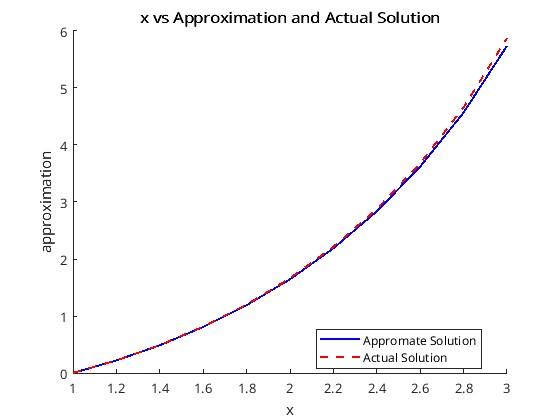 x vs Approximation and Actual Solution
6
5
4
3
2
1
0
approximation
Appromate Solution
Actual Solution
1 1.2 1.4 1.6 1.8 2 2.2 2.4 2.6 2.8 3
x